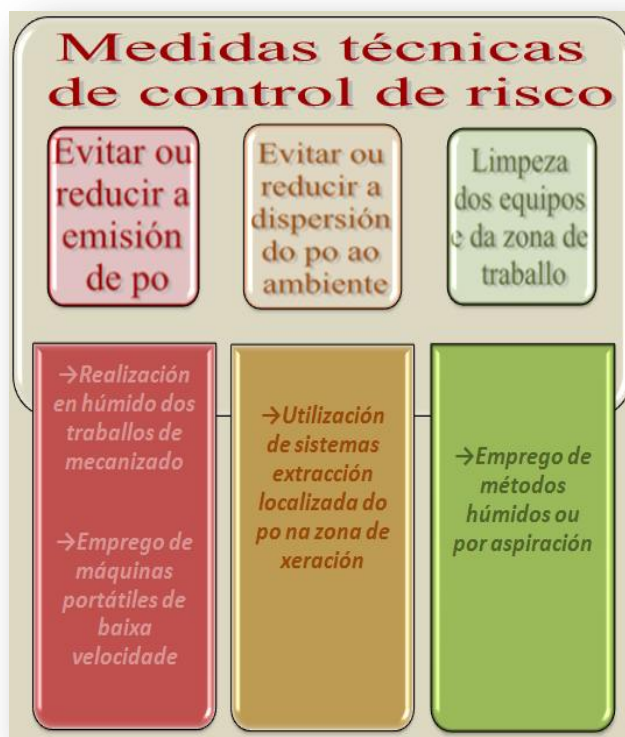 Medidas técnicas
de control de risco
Evitar ou
reducir a
emisión
de po
Evitar ou
reducir a
dispersión
do po ao
ambiente
Limpeza
dos equipos
e da zona de
traballo
→Realización
en húmido dos
traballos de
mecanizado
→Emprego de
máquinas
portátiles de
baixa
velocidade
→Utilización
de sistemas
extracción
localizada do
po na zona de
xeración
→Emprego de
métodos
húmidos ou
por aspiración